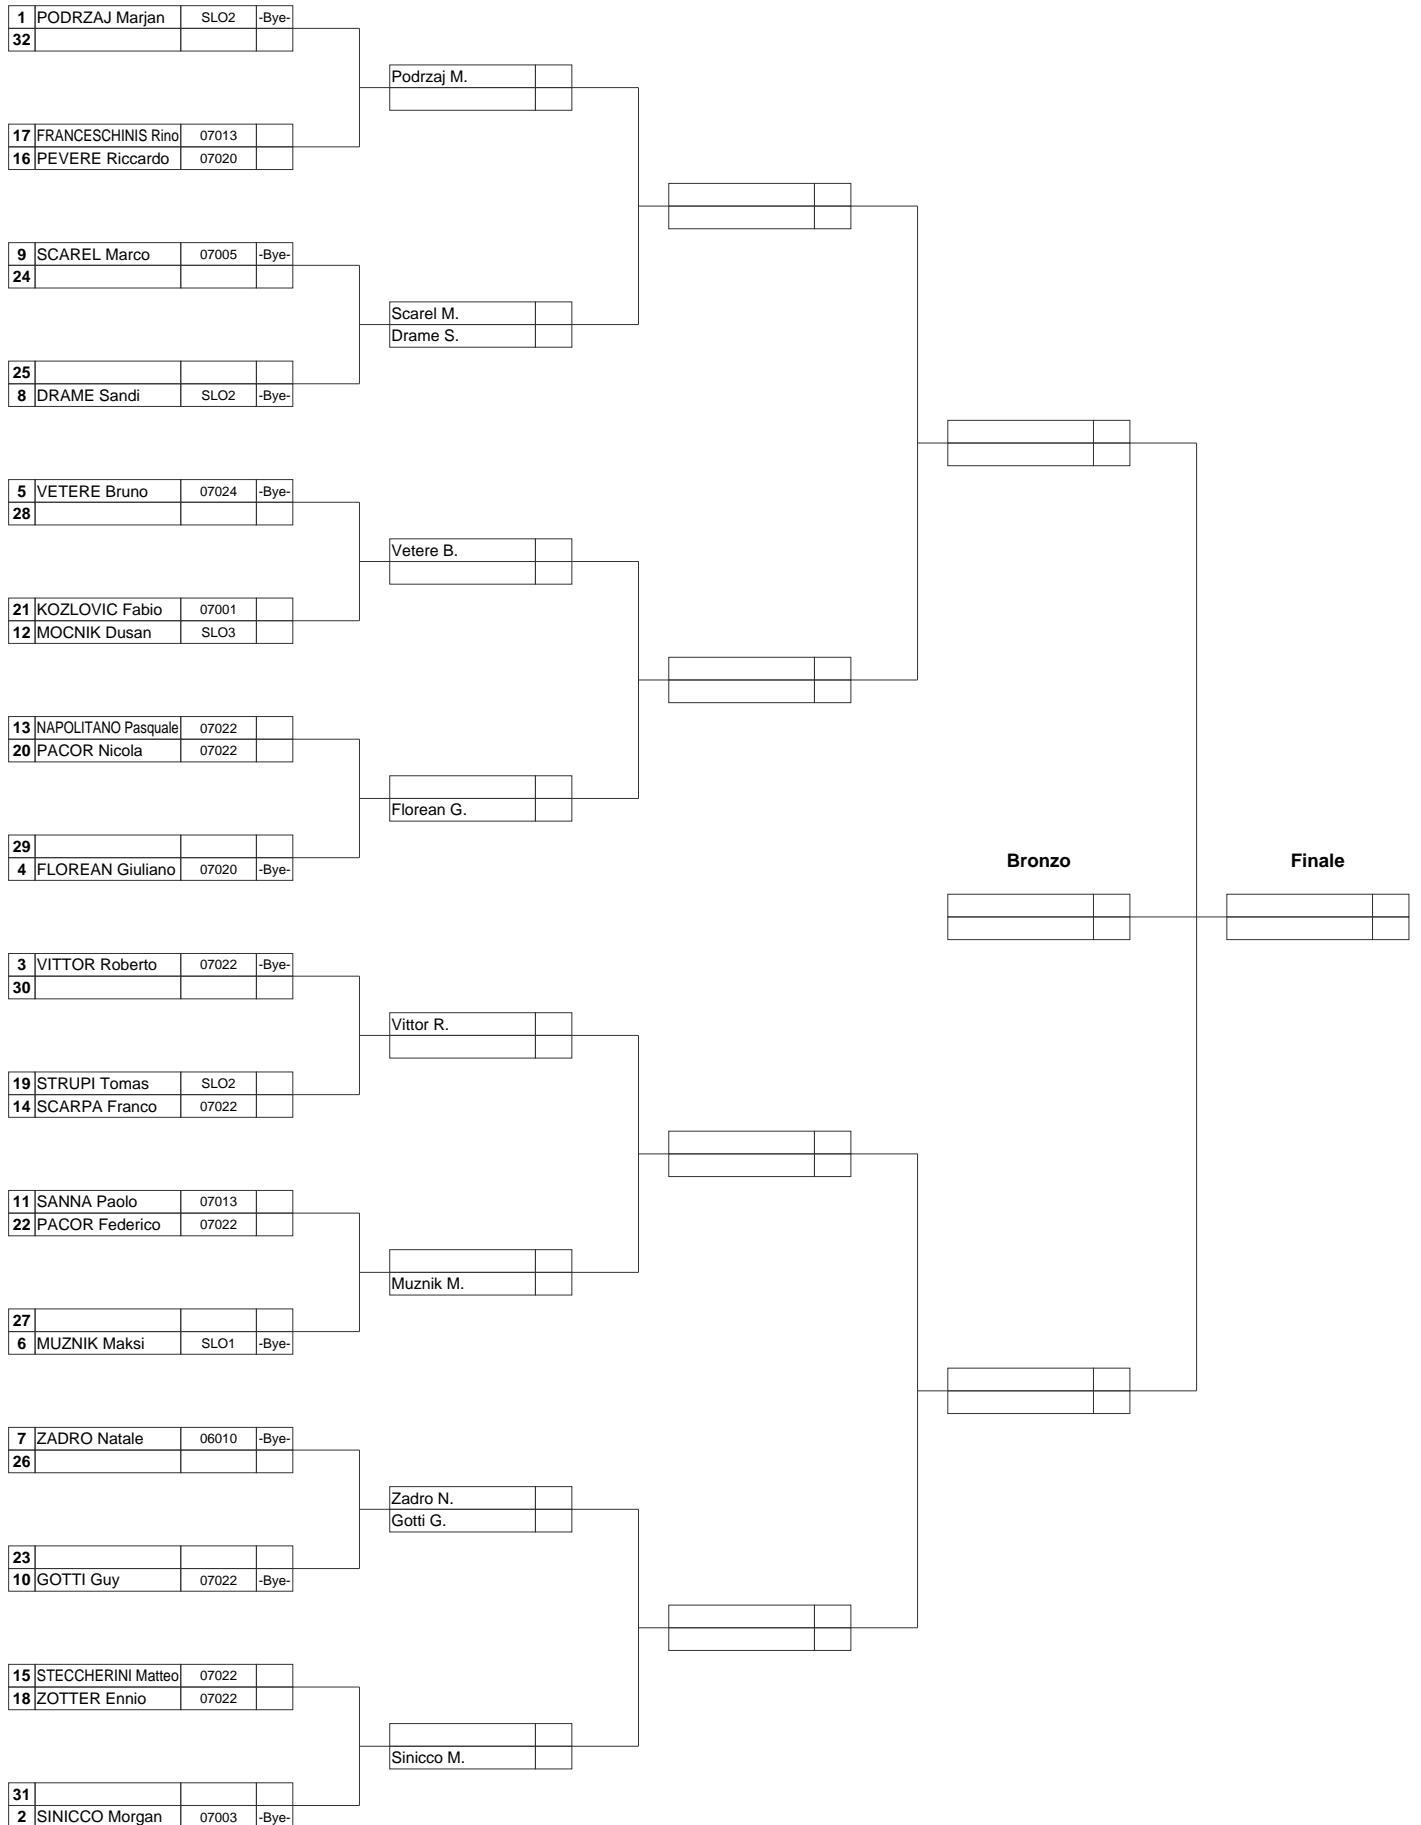 1 PODRZAJ Marjan SLO2 -Bye-
32
Podrzaj M.
17 FRANCESCHINIS Rino 07013
16 PEVERE Riccardo 07020
9 SCAREL Marco 07005 -Bye-
24
Scarel M.
Drame S.
25
8 DRAME Sandi SLO2 -Bye-
5 VETERE Bruno 07024 -Bye-
28
Vetere B.
21 KOZLOVIC Fabio 07001
12 MOCNIK Dusan SLO3
13 NAPOLITANO Pasquale 07022
20 PACOR Nicola 07022
Florean G.
29
4 FLOREAN Giuliano 07020 -Bye-
Bronzo Finale
3 VITTOR Roberto 07022 -Bye-
30
Vittor R.
19 STRUPI Tomas SLO2
14 SCARPA Franco 07022
11 SANNA Paolo 07013
22 PACOR Federico 07022
Muznik M.
27
6 MUZNIK Maksi SLO1 -Bye-
7 ZADRO Natale 06010 -Bye-
26
Zadro N.
Gotti G.
23
10 GOTTI Guy 07022 -Bye-
15 STECCHERINI Matteo 07022
18 ZOTTER Ennio 07022
Sinicco M.
31
2 SINICCO Morgan 07003 -Bye-